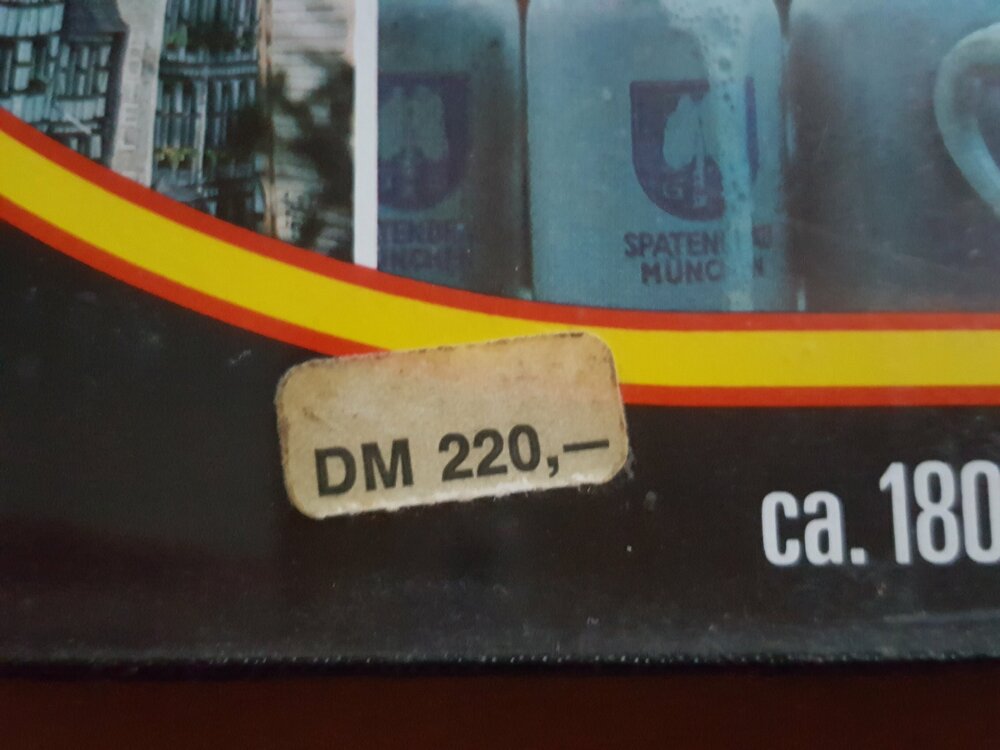 SPATEN
MÜNCHEN
DM 220,—
ca. 180